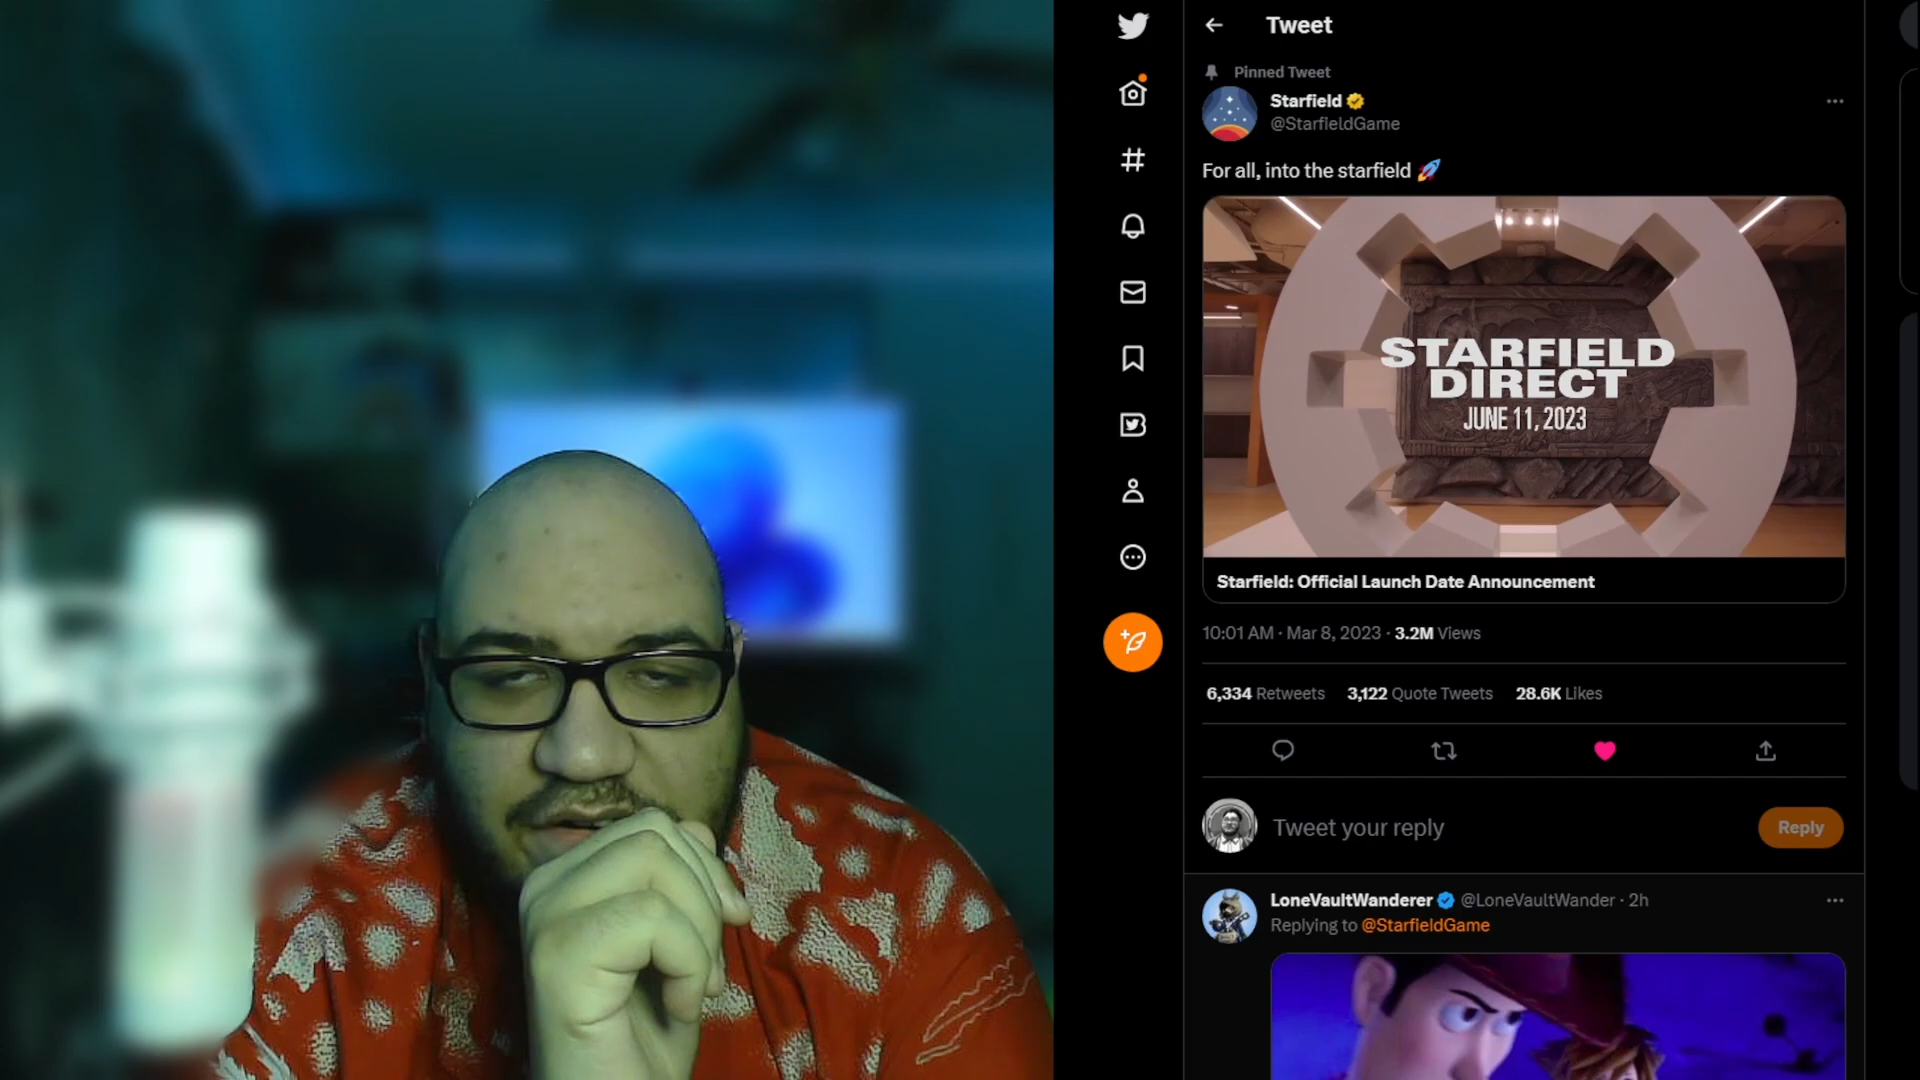 Tweet
Pinned Tweet
Starfield
@StarfieldGame
For all, into the starfield 🚀
STARFIELD
DIRECT
JUNE 11, 2023
Starfield: Official Launch Date Announcement
10:01 AM · Mar 8, 2023 · 3.2M Views
6,334 Retweets 3,122 Quote Tweets 28.6K Likes
Tweet your reply
Reply
LoneVaultWanderer @LoneVaultWander · 2h
Replying to @StarfieldGame